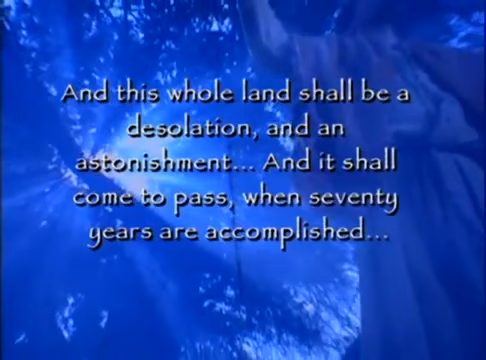 And this whole land shall be a
desolation, and an
astonishment... And it shall
come to pass, when seventy
years are accomplished...